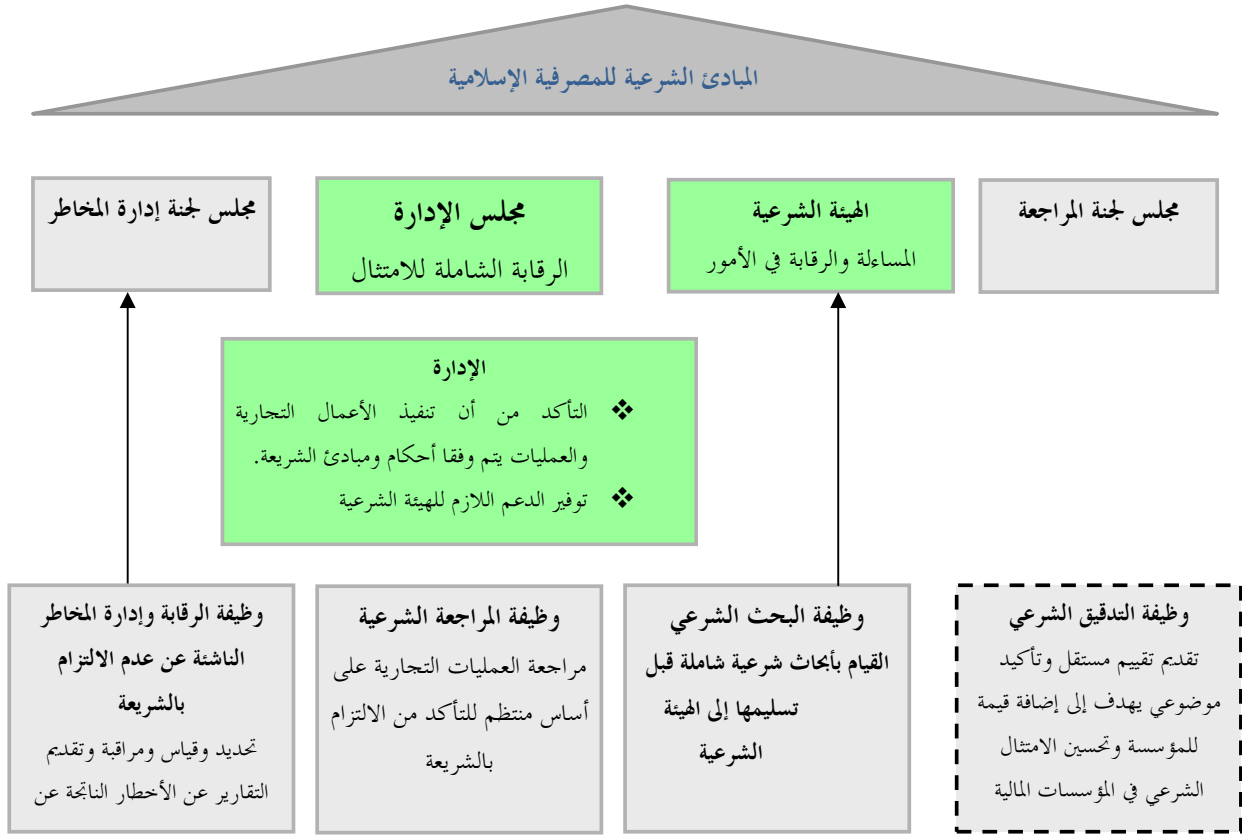 المبادئ الشرعية للمصرفية الإسلامية
مجلس لجنة المراجعة
الهيئة الشرعية
المساءلة والرقابة في الأمور
مجلس الإدارة
الرقابة الشاملة للامتثال
مجلس لجنة إدارة المخاطر
الإدارة
❖ التأكد من أن تنفيذ الأعمال التجارية
والعمليات يتم وفقا أحكام ومبادئ الشريعة.
❖ توفير الدعم اللازم للهيئة الشرعية
وظيفة التدقيق الشرعي
تقديم تقييم مستقل وتأكيد
موضوعي يهدف إلى إضافة قيمة
للمؤسسة وتحسين الامتثال
الشرعي في المؤسسات المالية
وظيفة البحث الشرعي
القيام بأبحاث شرعية شاملة قبل
تسليمها إلى الهيئة
الشرعية
وظيفة المراجعة الشرعية
مراجعة العمليات التجارية على
أساس منتظم للتأكد من الالتزام
بالشريعة
وظيفة الرقابة وإدارة المخاطر
الناشئة عن عدم الالتزام
بالشريعة
تحديد وقياس ومراقبة وتقديم
التقارير عن الأخطار الناتجة عن